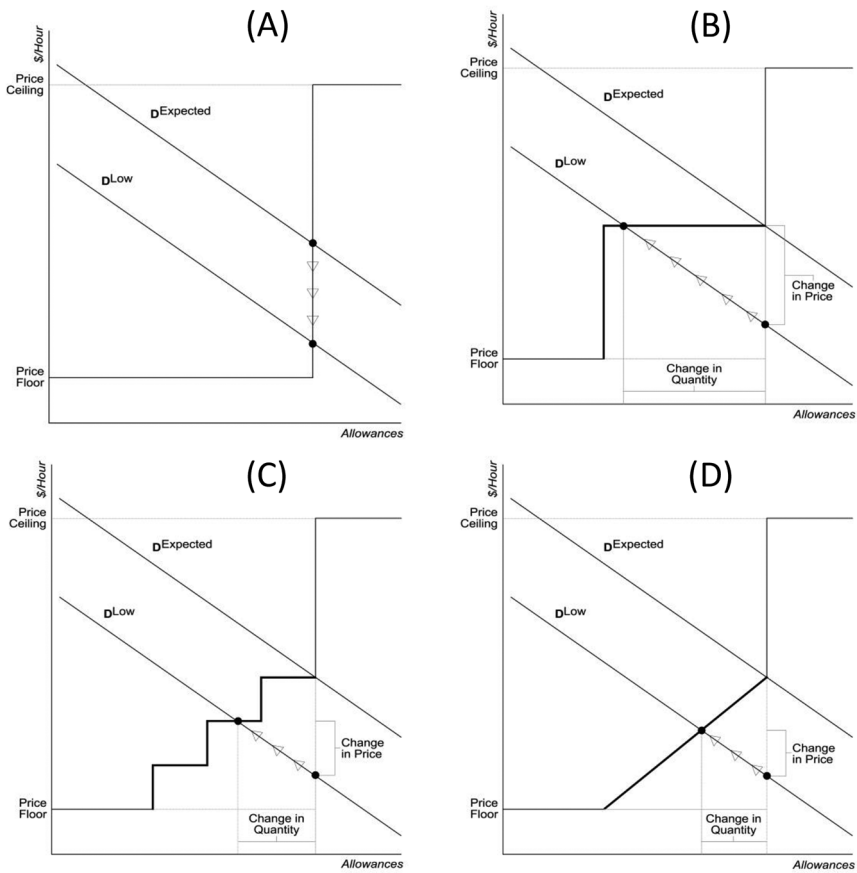 (A)
$/Hour
Price
Ceiling
DExpected
DLow
Price
Floor
Allowances
(B)
$/Hour
Price
Ceiling
DExpected
DLow
Change
in Price
Price
Floor
Change in
Quantity
Allowances
(C)
$/Hour
Price
Ceiling
DExpected
DLow
Change
in Price
Price
Floor
Change in
Quantity
Allowances
(D)
$/Hour
Price
Ceiling
DExpected
DLow
Change
in Price
Price
Floor
Change in
Quantity
Allowances